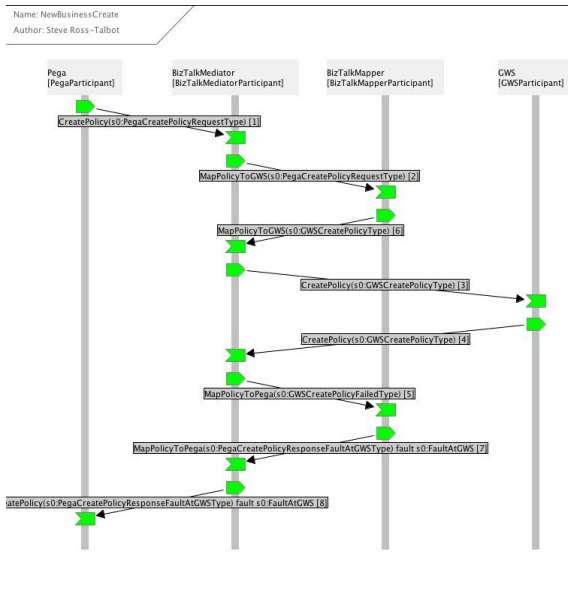 Name: NewBusinessCreate
Author: Steve Ross-Talbot
Pega
[PegaParticipant]
BizTalkMediator
[BizTalkMediatorParticipant]
BizTalkMapper
[BizTalkMapperParticipant]
GWS
[GWSParticipant]
CreatePolicy(s0:PegaCreatePolicyRequestType) [1]
MapPolicyToGWS(s0:PegaCreatePolicyRequestType) [2]
MapPolicyToGWS(s0:GWSCreatePolicyType) [6]
CreatePolicy(s0:GWSCreatePolicyType) [3]
CreatePolicy(s0:GWSCreatePolicyType) [4]
MapPolicyToPega(s0:GWSCreatePolicyFailedType) [5]
MapPolicyToPega(s0:PegaCreatePolicyResponseFaultAtGWSType) fault s0:FaultAtGWS [7]
eatePolicy(s0:PegaCreatePolicyResponseFaultAtGWSType) fault s0:FaultAtGWS [8]